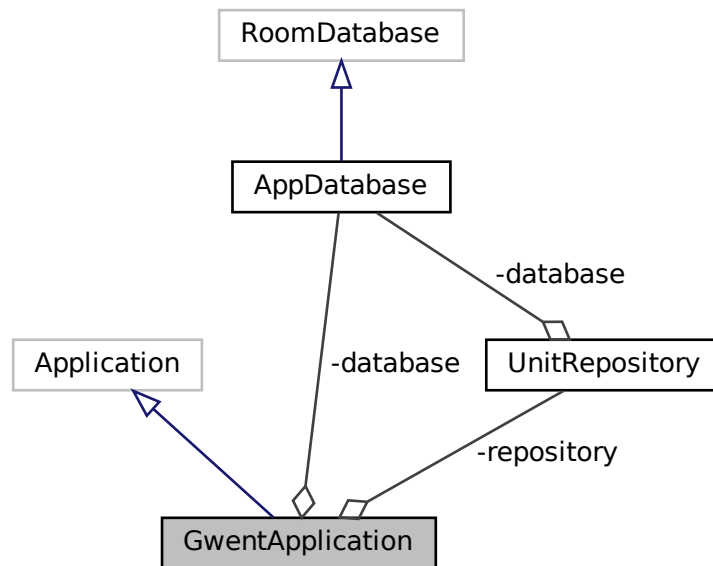 RoomDatabase
AppDatabase
-database
Application
-database
UnitRepository
-repository
GwentApplication